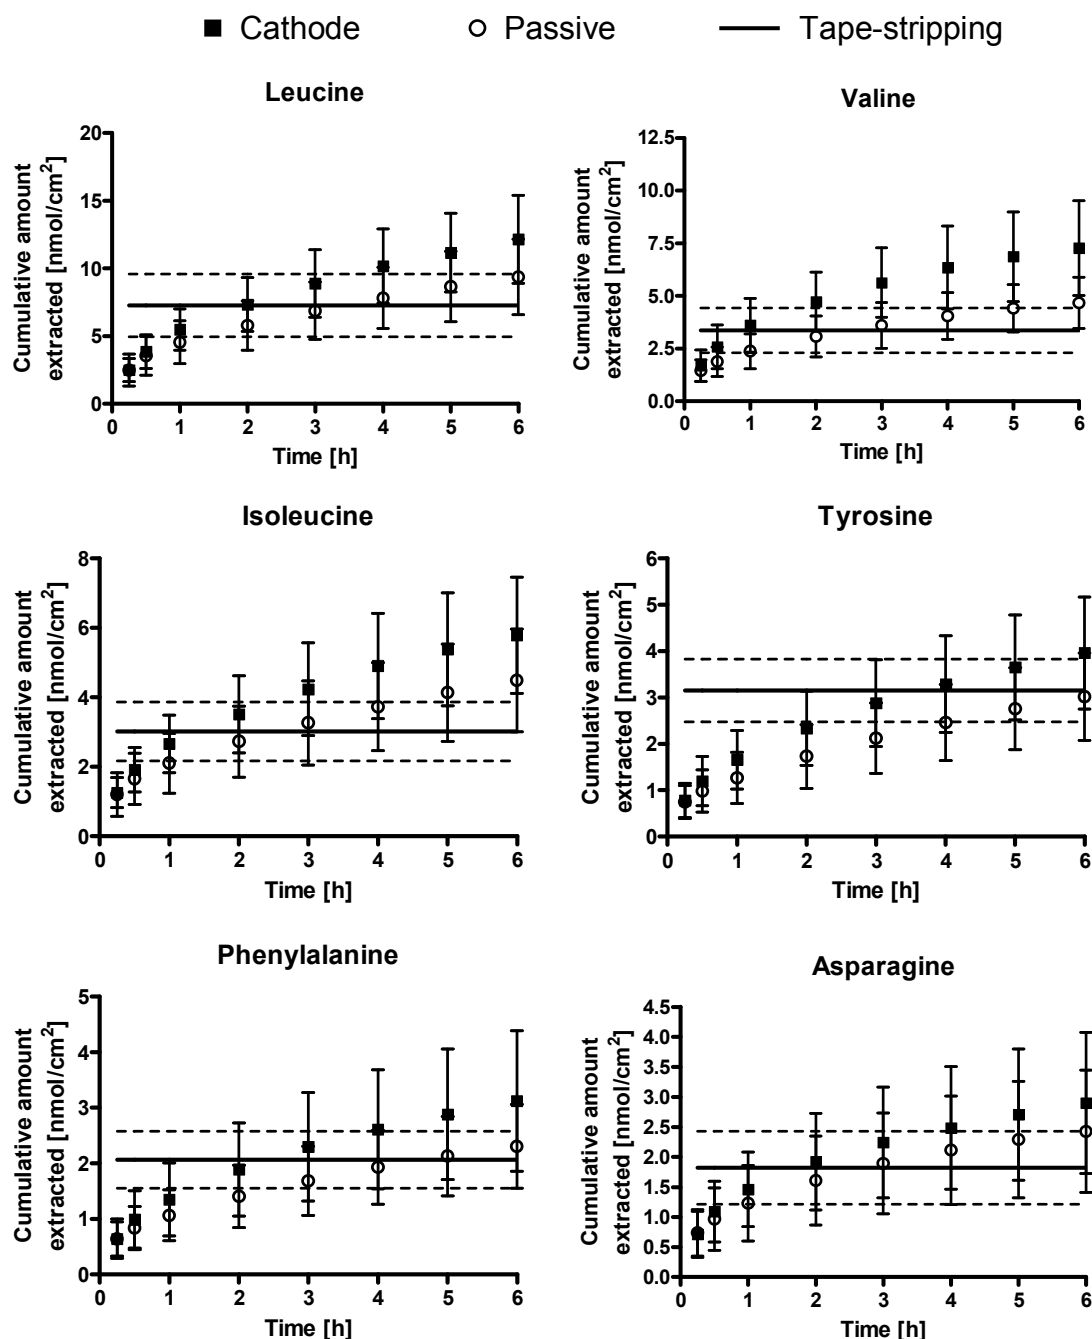 Cathode Passive Tape-stripping
Leucine
Cumulative amount
extracted [nmol/cm²]
20
15
10
5
0
0 1 2 3 4 5 6
Time [h]
Valine
Cumulative amount
extracted [nmol/cm²]
12.5
10.0
7.5
5.0
2.5
0.0
0 1 2 3 4 5 6
Time [h]
Isoleucine
Cumulative amount
extracted [nmol/cm²]
8
6
4
2
0
0 1 2 3 4 5 6
Time [h]
Tyrosine
Cumulative amount
extracted [nmol/cm²]
6
5
4
3
2
1
0
0 1 2 3 4 5 6
Time [h]
Phenylalanine
Cumulative amount
extracted [nmol/cm²]
5
4
3
2
1
0
0 1 2 3 4 5 6
Time [h]
Asparagine
Cumulative amount
extracted [nmol/cm²]
4.5
4.0
3.5
3.0
2.5
2.0
1.5
1.0
0.5
0.0
0 1 2 3 4 5 6
Time [h]